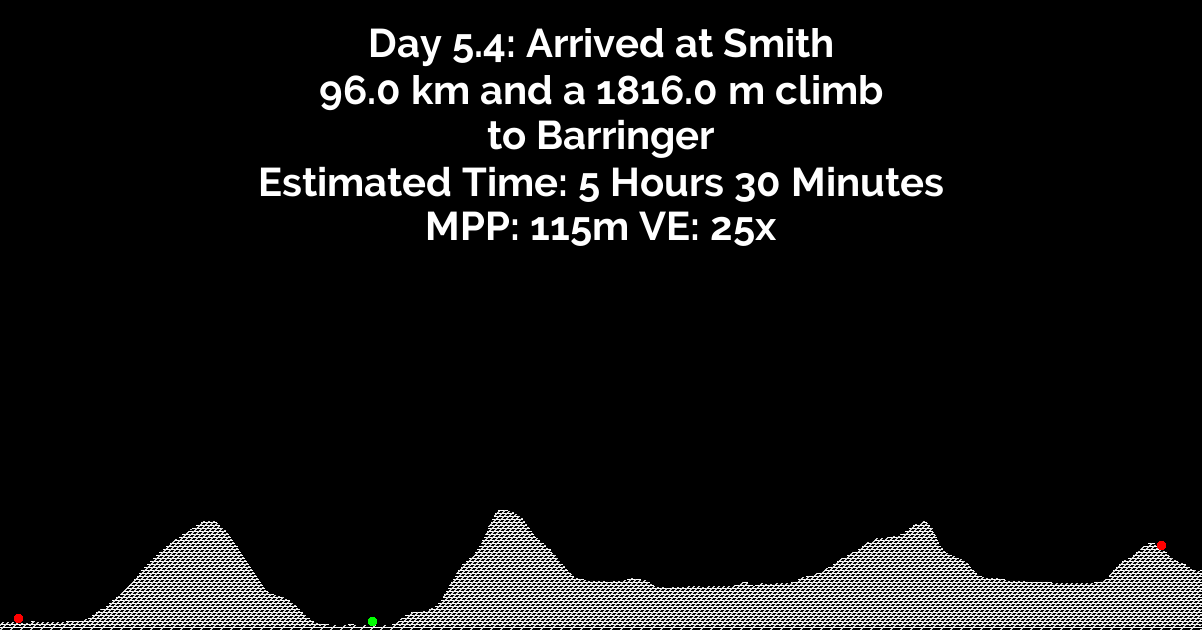 Day 5.4: Arrived at Smith
96.0 km and a 1816.0 m climb
to Barringer
Estimated Time: 5 Hours 30 Minutes
MPP: 115m VE: 25x